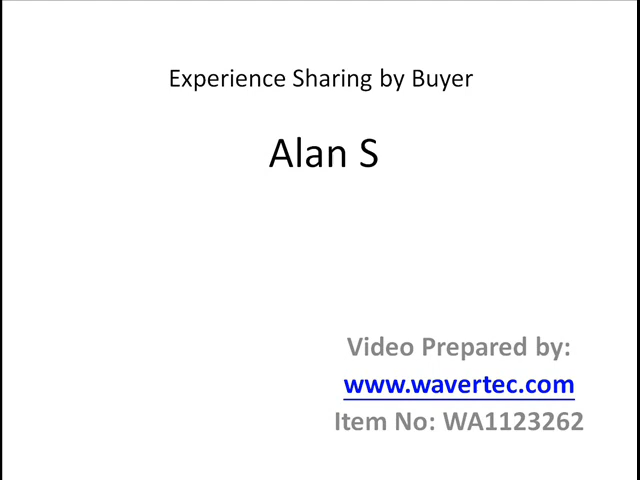 Experience Sharing by Buyer
Alan S
Video Prepared by:
www.wavertec.com
Item No: WA1123262